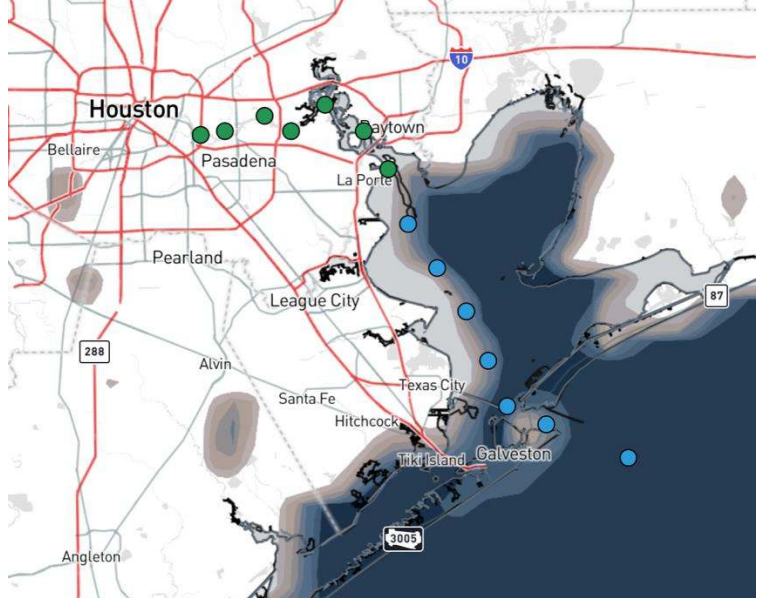 10
Houston
Baytown
Bellaire
Pasadena
La Porte
Pearland
87
League City
288
Alvin
Texas City
Santa Fe
Hitchcock
Galveston
Tiki Island
3005
Angleton